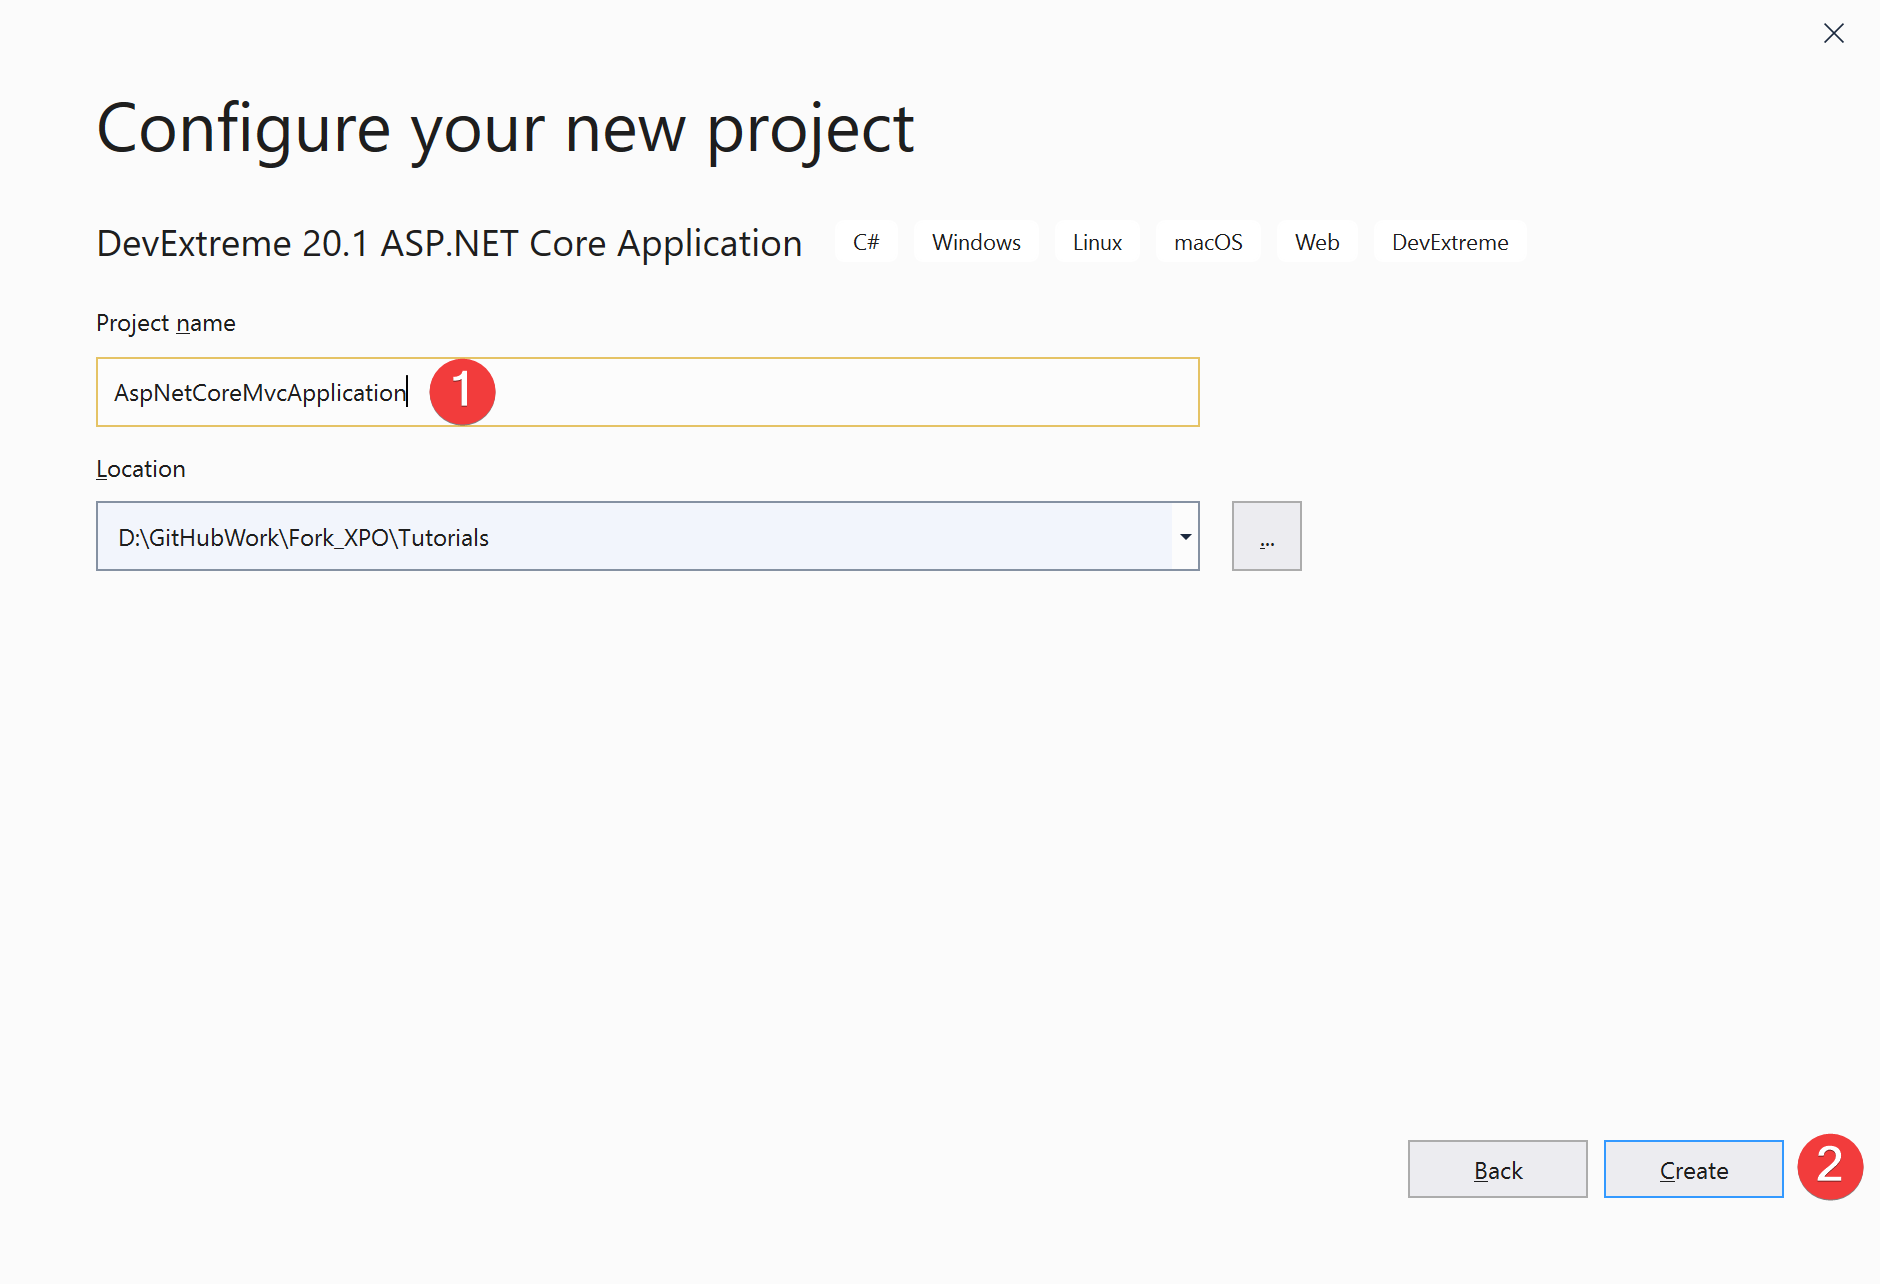 Configure your new project
DevExtreme 20.1 ASP.NET Core Application C# Windows Linux macOS Web DevExtreme
Project name
AspNetCoreMvcApplication 1
Location
D:\GitHubWork\Fork_XPO\Tutorials ...
Back Create 2